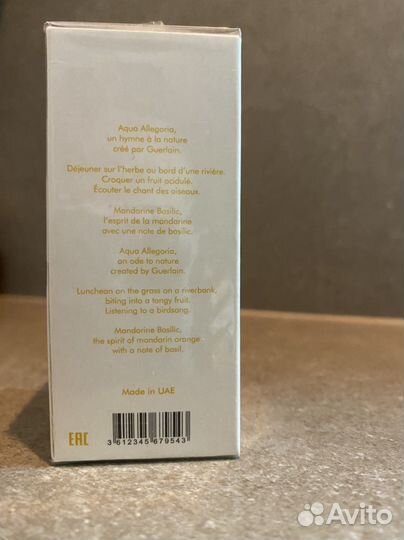 Aqua Allegoria,
un hymne à la nature
créé par Guerlain.
Déjeuner sur l'herbe au bord d'une rivière.
Croquer un fruit acidulé.
Écouter le chant des oiseaux.
Mandarine Basilic,
l'esprit de la mandarine
avec une note de basilic.
Aqua Allegoria,
an ode to nature
created by Guerlain.
Luncheon on the grass on a riverbank,
biting into a tangy fruit.
Listening to a birdsong.
Mandarine Basilic,
the spirit of mandarin orange
with a note of basil.
Made in UAE
EAC
3 612345 679543
Avito